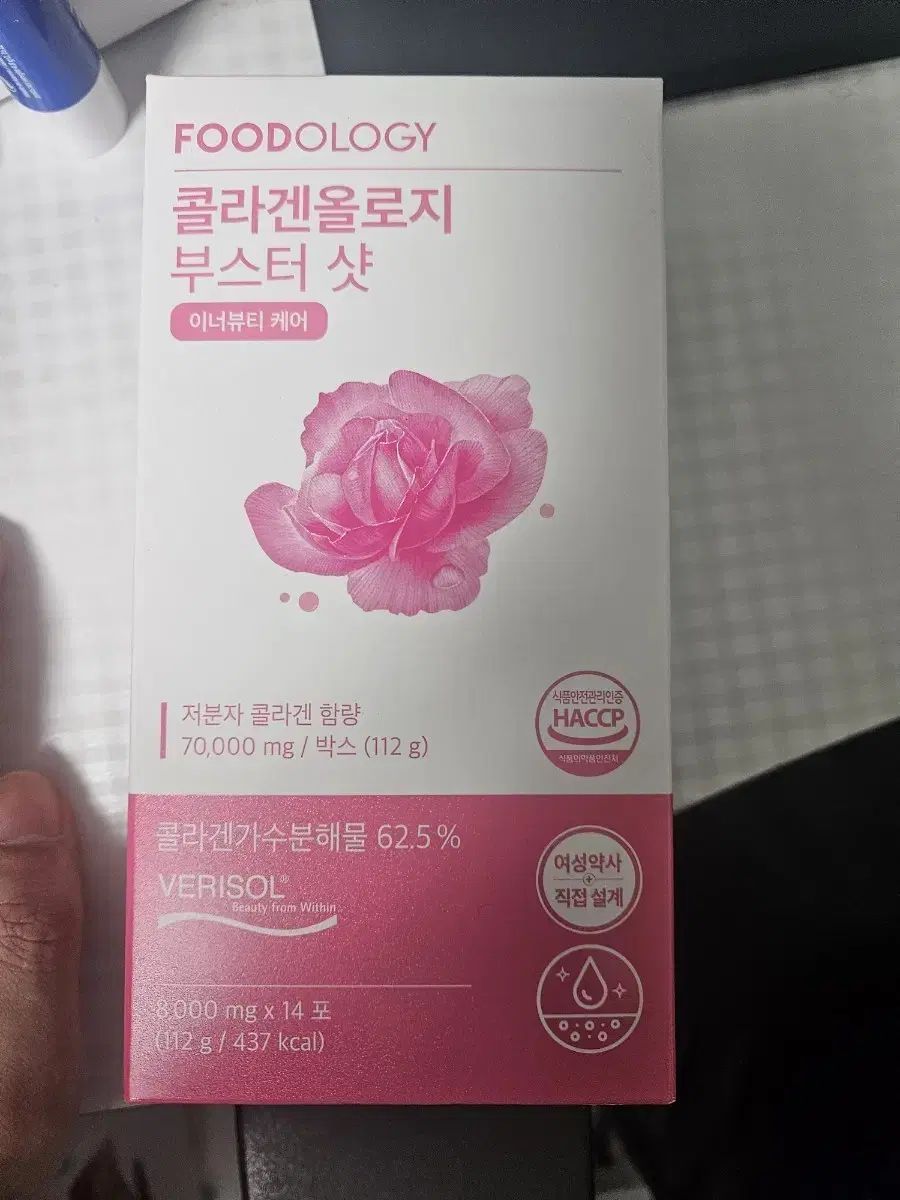 FOODOLOGY
콜라겐올로지
부스터 샷
이너뷰티 케어
저분자 콜라겐 함량
70,000 mg / 박스 (112 g)
식품안전관리인증
HACCP
식품의약품안전처
콜라겐가수분해물 62.5 %
VERISOL®
Beauty from Within
여성약사
직접 설계
8,000 mg x 14 포
(112 g / 437 kcal)